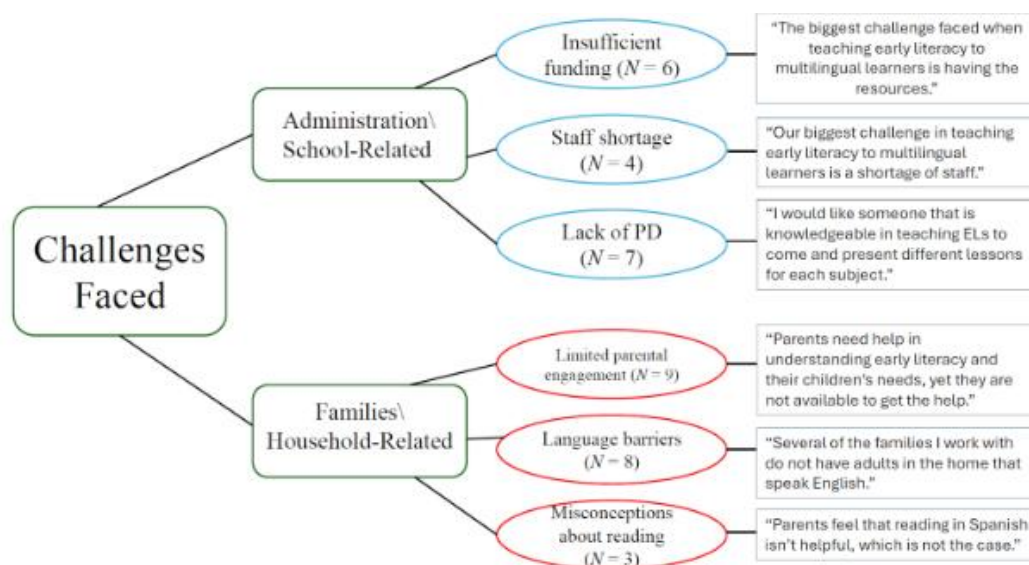 Challenges
Faced
Administration\
School-Related
Insufficient
funding (N = 6)
"The biggest challenge faced when
teaching early literacy to
multilingual learners is having the
resources."
Staff shortage
(N = 4)
"Our biggest challenge in teaching
early literacy to multilingual
learners is a shortage of staff."
Lack of PD
(N = 7)
"I would like someone that is
knowledgeable in teaching ELs to
come and present different lessons
for each subject."
Families\
Household-Related
Limited parental
engagement (N = 9)
"Parents need help in
understanding early literacy and
their children's needs, yet they are
not available to get the help."
Language barriers
(N = 8)
"Several of the families I work with
do not have adults in the home that
speak English."
Misconceptions
about reading
(N = 3)
"Parents feel that reading in Spanish
isn't helpful, which is not the case."